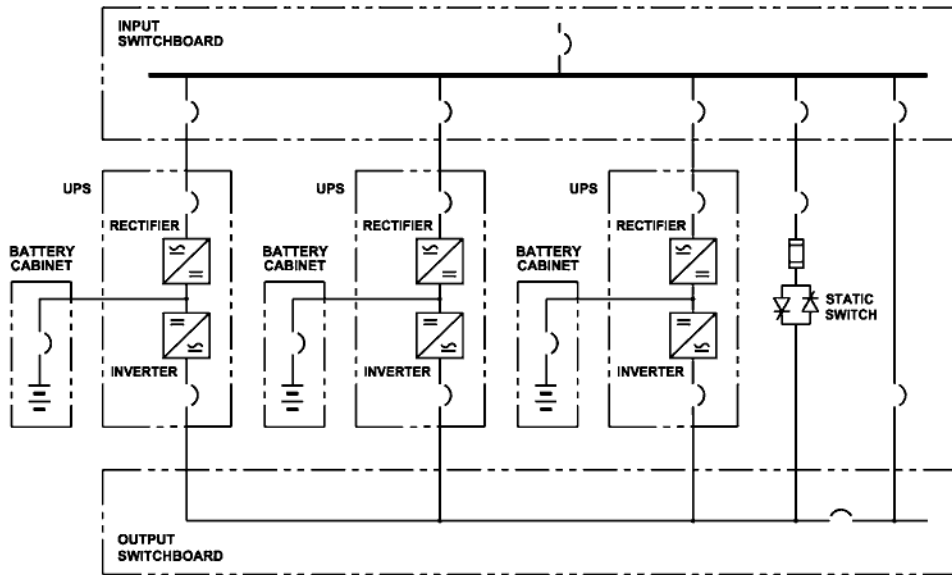 INPUT
SWITCHBOARD
UPS
UPS
UPS
RECTIFIER
RECTIFIER
RECTIFIER
BATTERY
CABINET
BATTERY
CABINET
BATTERY
CABINET
STATIC
SWITCH
INVERTER
INVERTER
INVERTER
OUTPUT
SWITCHBOARD